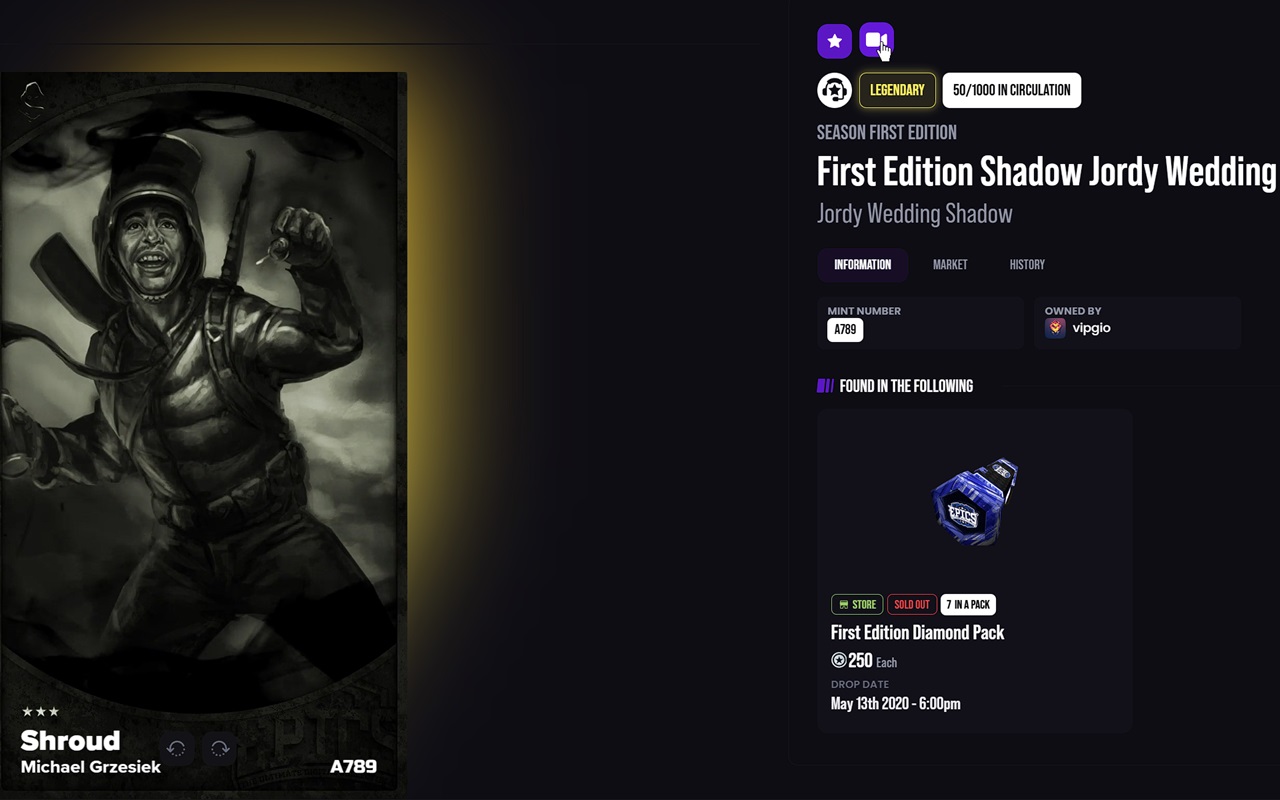 LEGENDARY
50/1000 IN CIRCULATION
SEASON FIRST EDITION
First Edition Shadow Jordy Wedding
Jordy Wedding Shadow
INFORMATION
MARKET
HISTORY
MINT NUMBER
A789
OWNED BY
vipgio
FOUND IN THE FOLLOWING
EPICS
STORE
SOLD OUT
7 IN A PACK
First Edition Diamond Pack
250 Each
DROP DATE
May 13th 2020 - 6:00pm
EPICS
Shroud
Michael Grzesiek
A789